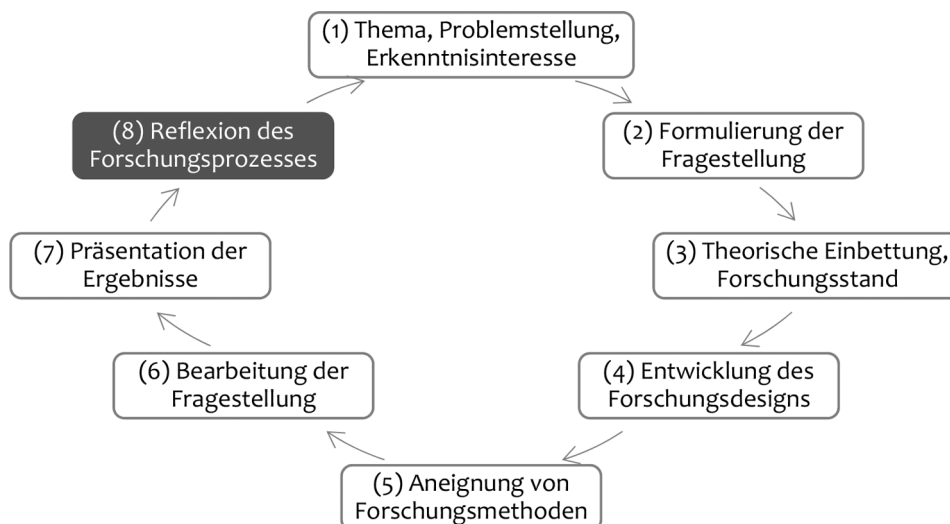 (1) Thema, Problemstellung,
Erkenntnisinteresse
(2) Formulierung der
Fragestellung
(3) Theorische Einbettung,
Forschungsstand
(4) Entwicklung des
Forschungsdesigns
(5) Aneignung von
Forschungsmethoden
(6) Bearbeitung der
Fragestellung
(7) Präsentation der
Ergebnisse
(8) Reflexion des
Forschungsprozesses